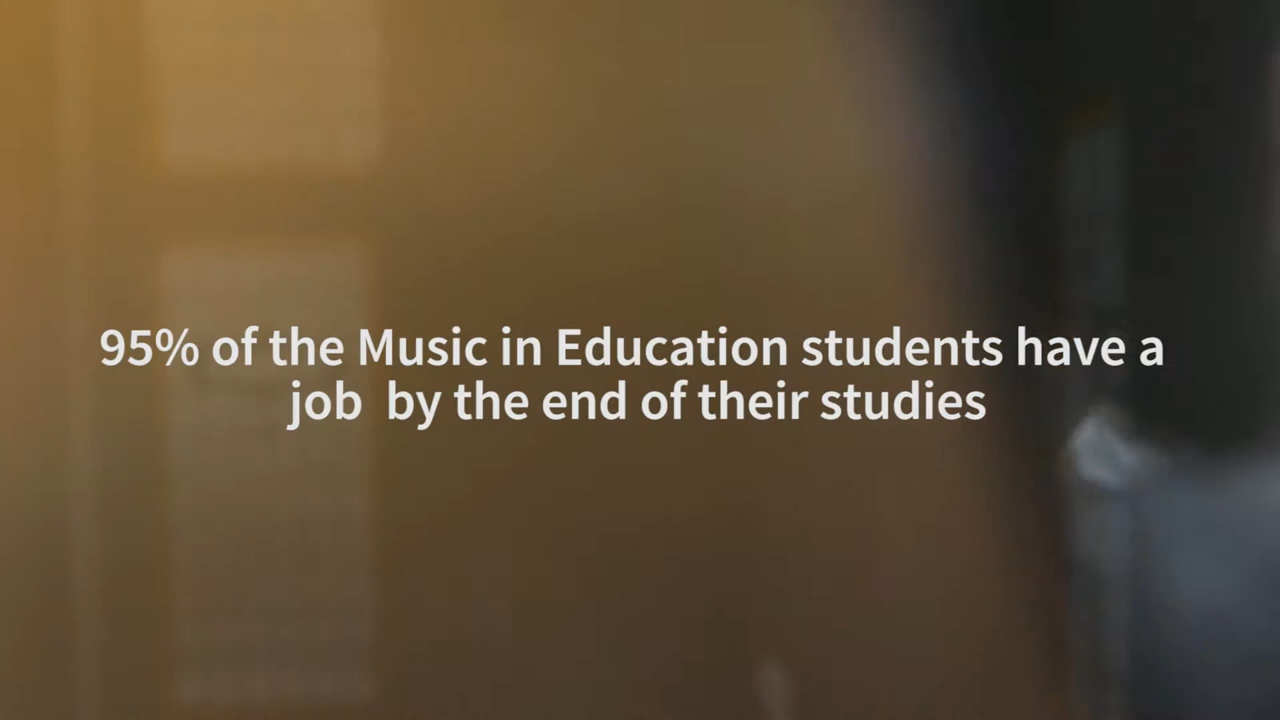 95% of the Music in Education students have a
job  by the end of their studies